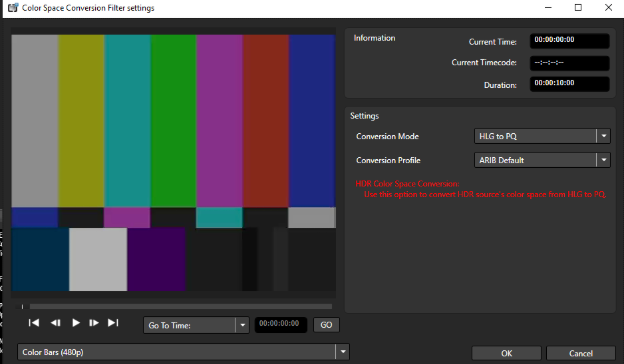 Color Space Conversion Filter settings
Information
Current Time:
00:00:00:00
Current Timecode:
--:--:--:--
Duration:
00:00:10:00
Settings
Conversion Mode
HLG to PQ
Conversion Profile
ARIB Default
HDR Color Space Conversion:
Use this option to convert HDR source's color space from HLG to PQ.
Go To Time:
00:00:00:00
GO
Color Bars (480p)
OK
Cancel